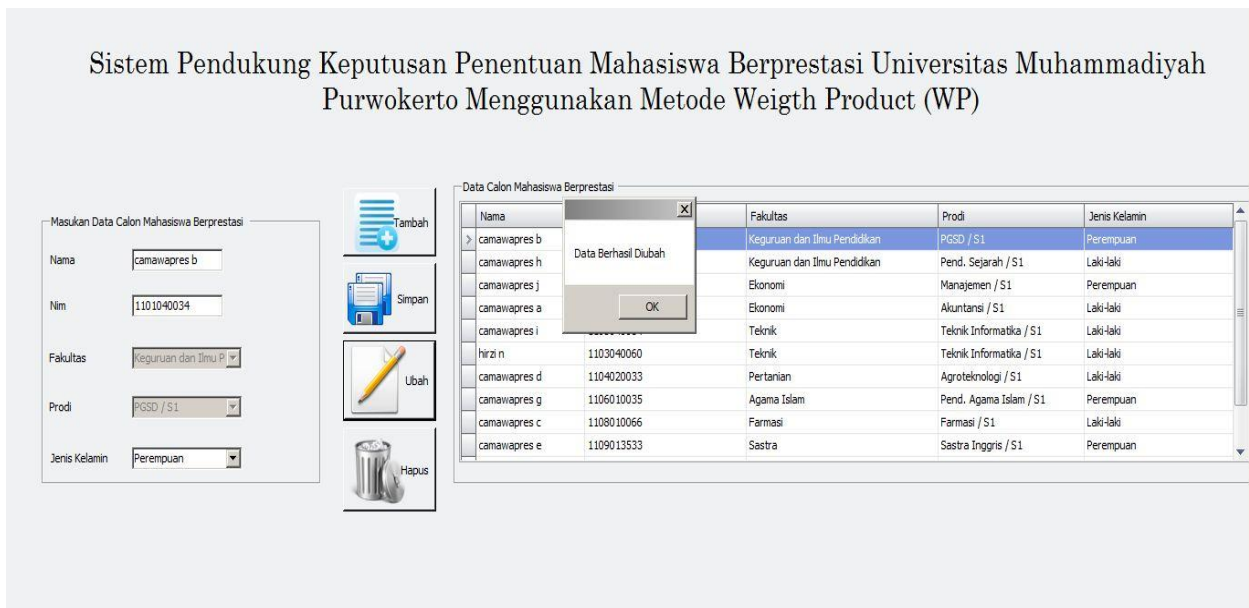 Sistem Pendukung Keputusan Penentuan Mahasiswa Berprestasi Universitas Muhammadiyah
Purwokerto Menggunakan Metode Weigth Product (WP)
Masukan Data Calon Mahasiswa Berprestasi
Nama camawapres b
Nim 1101040034
Fakultas Keguruan dan Ilmu P
Prodi PGSD / S1
Jenis Kelamin Perempuan
Tambah
Simpan
Ubah
Hapus
Data Calon Mahasiswa Berprestasi
Nama Fakultas Prodi Jenis Kelamin
camawapres b Keguruan dan Ilmu Pendidikan PGSD / S1 Perempuan
camawapres h Keguruan dan Ilmu Pendidikan Pend. Sejarah / S1 Laki-laki
camawapres j Ekonomi Manajemen / S1 Perempuan
camawapres a Ekonomi Akuntansi / S1 Laki-laki
camawapres i Teknik Teknik Informatika / S1 Laki-laki
hirzi n 1103040060 Teknik Teknik Informatika / S1 Laki-laki
camawapres d 1104020033 Pertanian Agroteknologi / S1 Laki-laki
camawapres g 1106010035 Agama Islam Pend. Agama Islam / S1 Perempuan
camawapres c 1108010066 Farmasi Farmasi / S1 Laki-laki
camawapres e 1109013533 Sastra Sastra Inggris / S1 Perempuan
Data Berhasil Diubah
OK